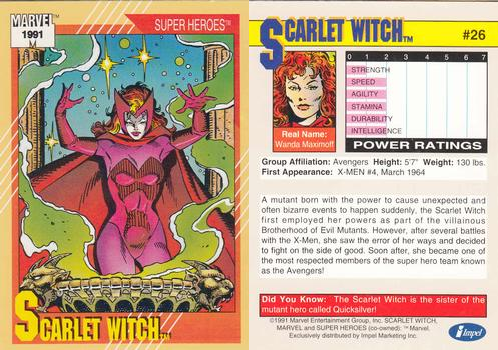 MARVEL
1991
SUPER HEROES™
SCARLET WITCH™
SCARLET WITCH™
#26
0 1 2 3 4 5 6 7
STRENGTH
SPEED
AGILITY
STAMINA
DURABILITY
INTELLIGENCE
POWER RATINGS
Real Name:
Wanda Maximoff
Group Affiliation: Avengers Height: 5'7" Weight: 130 lbs.
First Appearance: X-MEN #4, March 1964
A mutant born with the power to cause unexpected and
often bizarre events to happen suddenly, the Scarlet Witch
first employed her powers as part of the villainous
Brotherhood of Evil Mutants. However, after several battles
with the X-Men, she saw the error of her ways and decided
to fight on the side of good. Soon after, she became one of
the most respected members of the super hero team known
as the Avengers!
Did You Know: The Scarlet Witch is the sister of the
mutant hero called Quicksilver!
©1991 Marvel Entertainment Group, Inc. SCARLET WITCH,
MARVEL and SUPER HEROES (co-owned): ™ Marvel.
Exclusively distributed by Impel Marketing Inc.
Impel